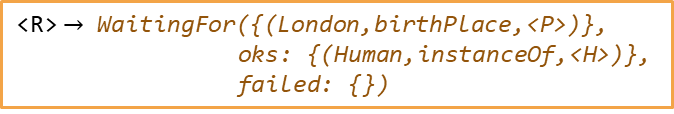 <R> → WaitingFor({(London,birthPlace,<P>)},
oks: {(Human,instanceOf,<H>)},
failed: {})